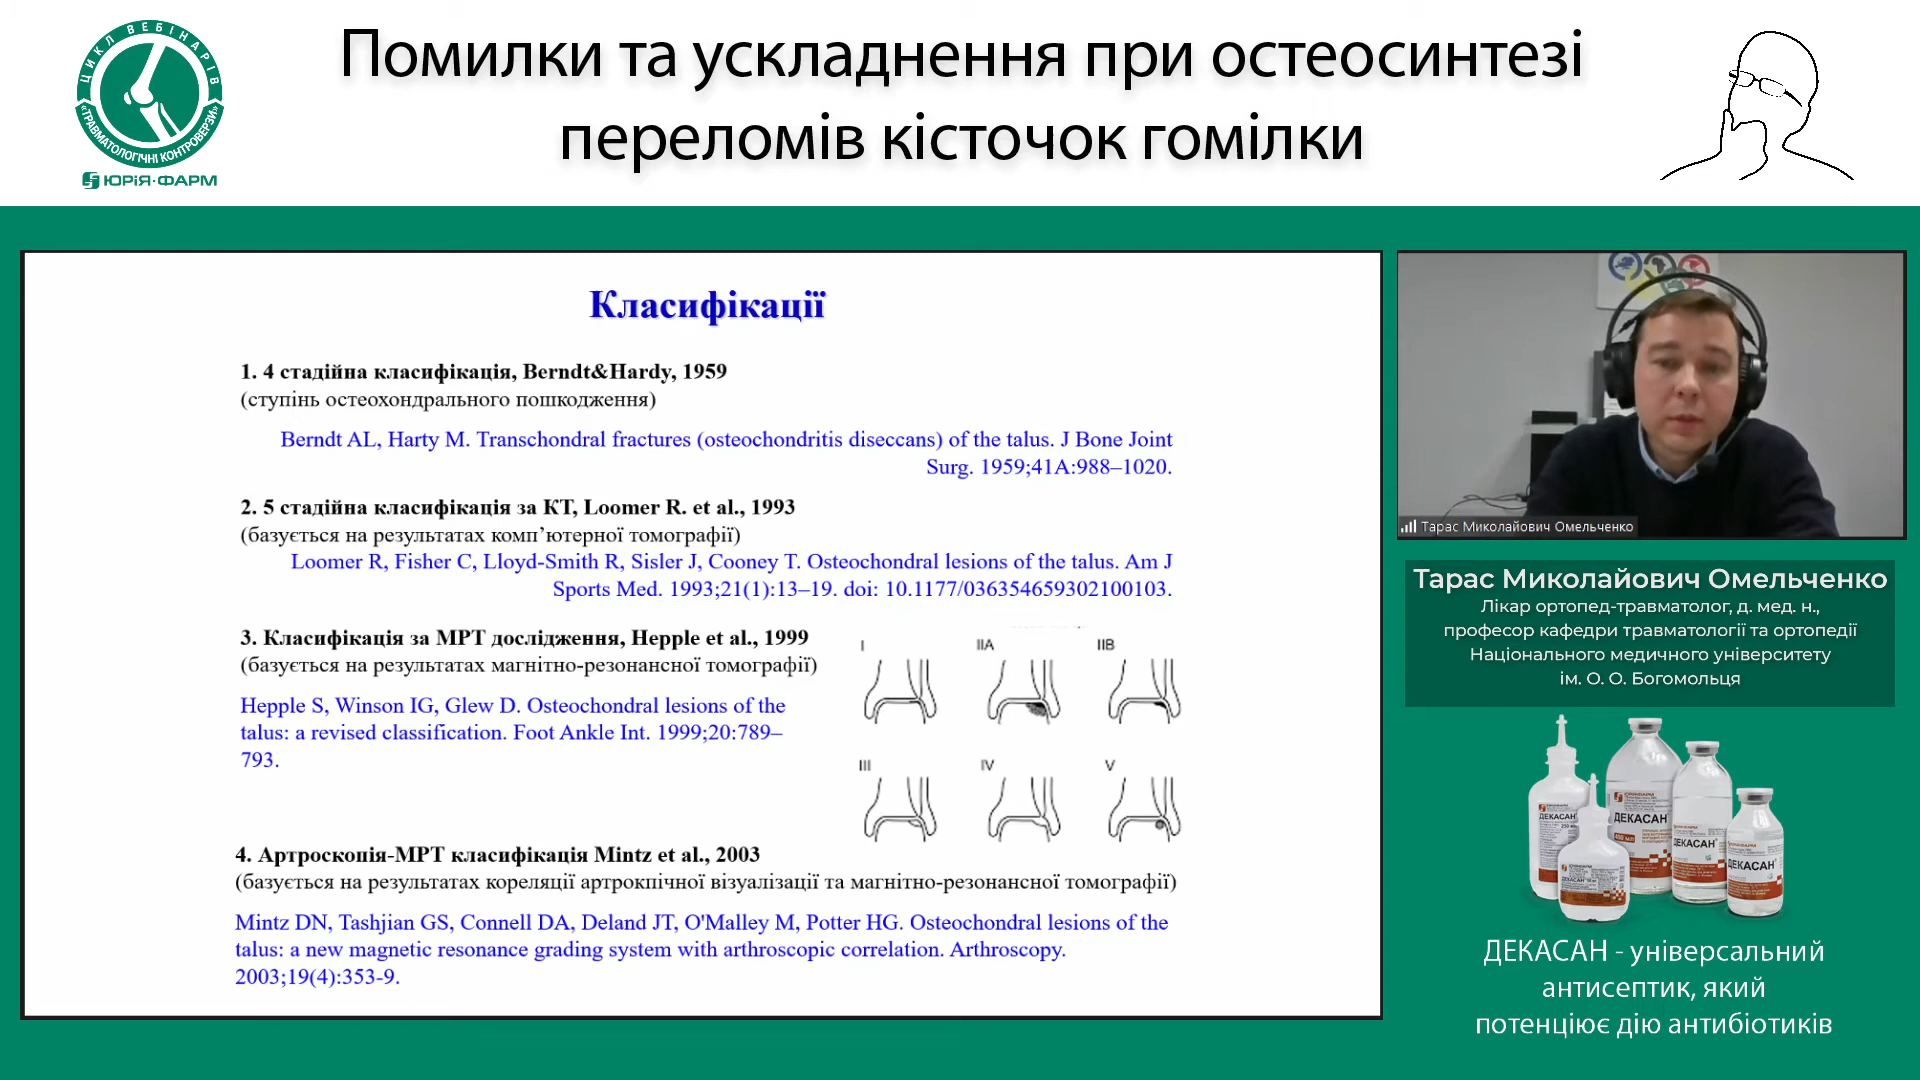 ЦИКЛ ВЕБІНАРІВ
«ТРАВМАТОЛОГІЧНІ КОНТРОВЕРЗИ»
ЮРІЯ·ФАРМ
Помилки та ускладнення при остеосинтезі
переломів кісточок гомілки
Класифікації
1. 4 стадійна класифікація, Berndt&Hardy, 1959
(ступінь остеохондрального пошкодження)
Berndt AL, Harty M. Transchondral fractures (osteochondritis diseccans) of the talus. J Bone Joint
Surg. 1959;41A:988–1020.
2. 5 стадійна класифікація за КТ, Loomer R. et al., 1993
(базується на результатах комп’ютерної томографії)
Loomer R, Fisher C, Lloyd-Smith R, Sisler J, Cooney T. Osteochondral lesions of the talus. Am J
Sports Med. 1993;21(1):13–19. doi: 10.1177/036354659302100103.
3. Класифікація за МРТ дослідження, Hepple et al., 1999
(базується на результатах магнітно-резонансної томографії)
Hepple S, Winson IG, Glew D. Osteochondral lesions of the
talus: a revised classification. Foot Ankle Int. 1999;20:789–
793.
I IIA IIB
III IV V
4. Артроскопія-МРТ класифікація Mintz et al., 2003
(базується на результатах кореляції артрокпічної візуалізації та магнітно-резонансної томографії)
Mintz DN, Tashjian GS, Connell DA, Deland JT, O'Malley M, Potter HG. Osteochondral lesions of the
talus: a new magnetic resonance grading system with arthroscopic correlation. Arthroscopy.
2003;19(4):353-9.
Тарас Миколайович Омельченко
Тарас Миколайович Омельченко
Лікар ортопед-травматолог, д. мед. н.,
професор кафедри травматології та ортопедії
Національного медичного університету
ім. О. О. Богомольця
ДЕКАСАН
ДЕКАСАН
ДЕКАСАН
ДЕКАСАН
ДЕКАСАН
ДЕКАСАН - універсальний
антисептик, який
потенціює дію антибіотиків